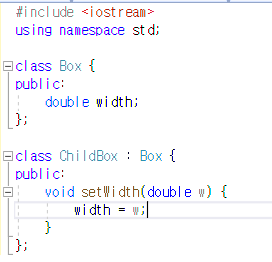 #include <iostream>
using namespace std;
class Box {
public:
double width;
};
class ChildBox : Box {
public:
void setWidth(double w) {
width = w;
}
};